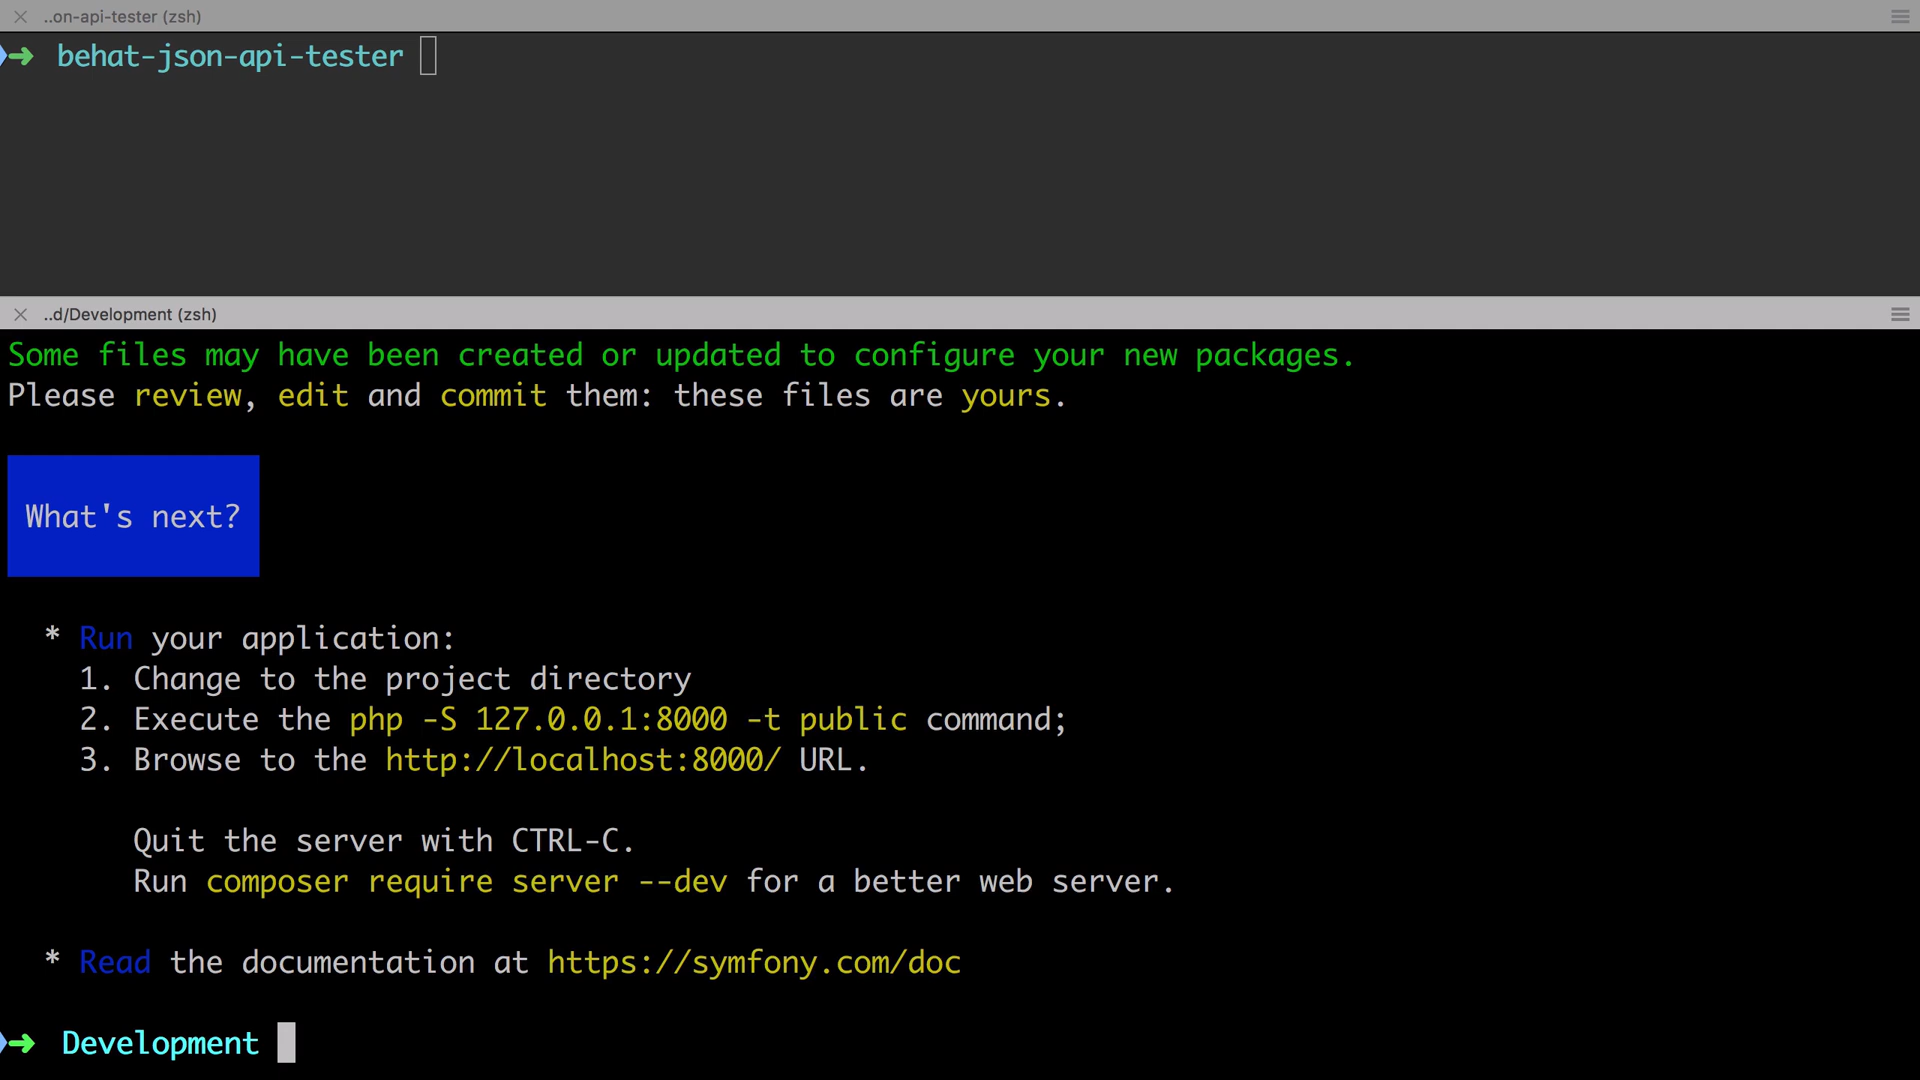 ..on-api-tester (zsh)
➜ behat-json-api-tester
..d/Development (zsh)
Some files may have been created or updated to configure your new packages.
Please review, edit and commit them: these files are yours.
What's next?
* Run your application:
1. Change to the project directory
2. Execute the php -S 127.0.0.1:8000 -t public command;
3. Browse to the http://localhost:8000/ URL.
Quit the server with CTRL-C.
Run composer require server --dev for a better web server.
* Read the documentation at https://symfony.com/doc
➜ Development